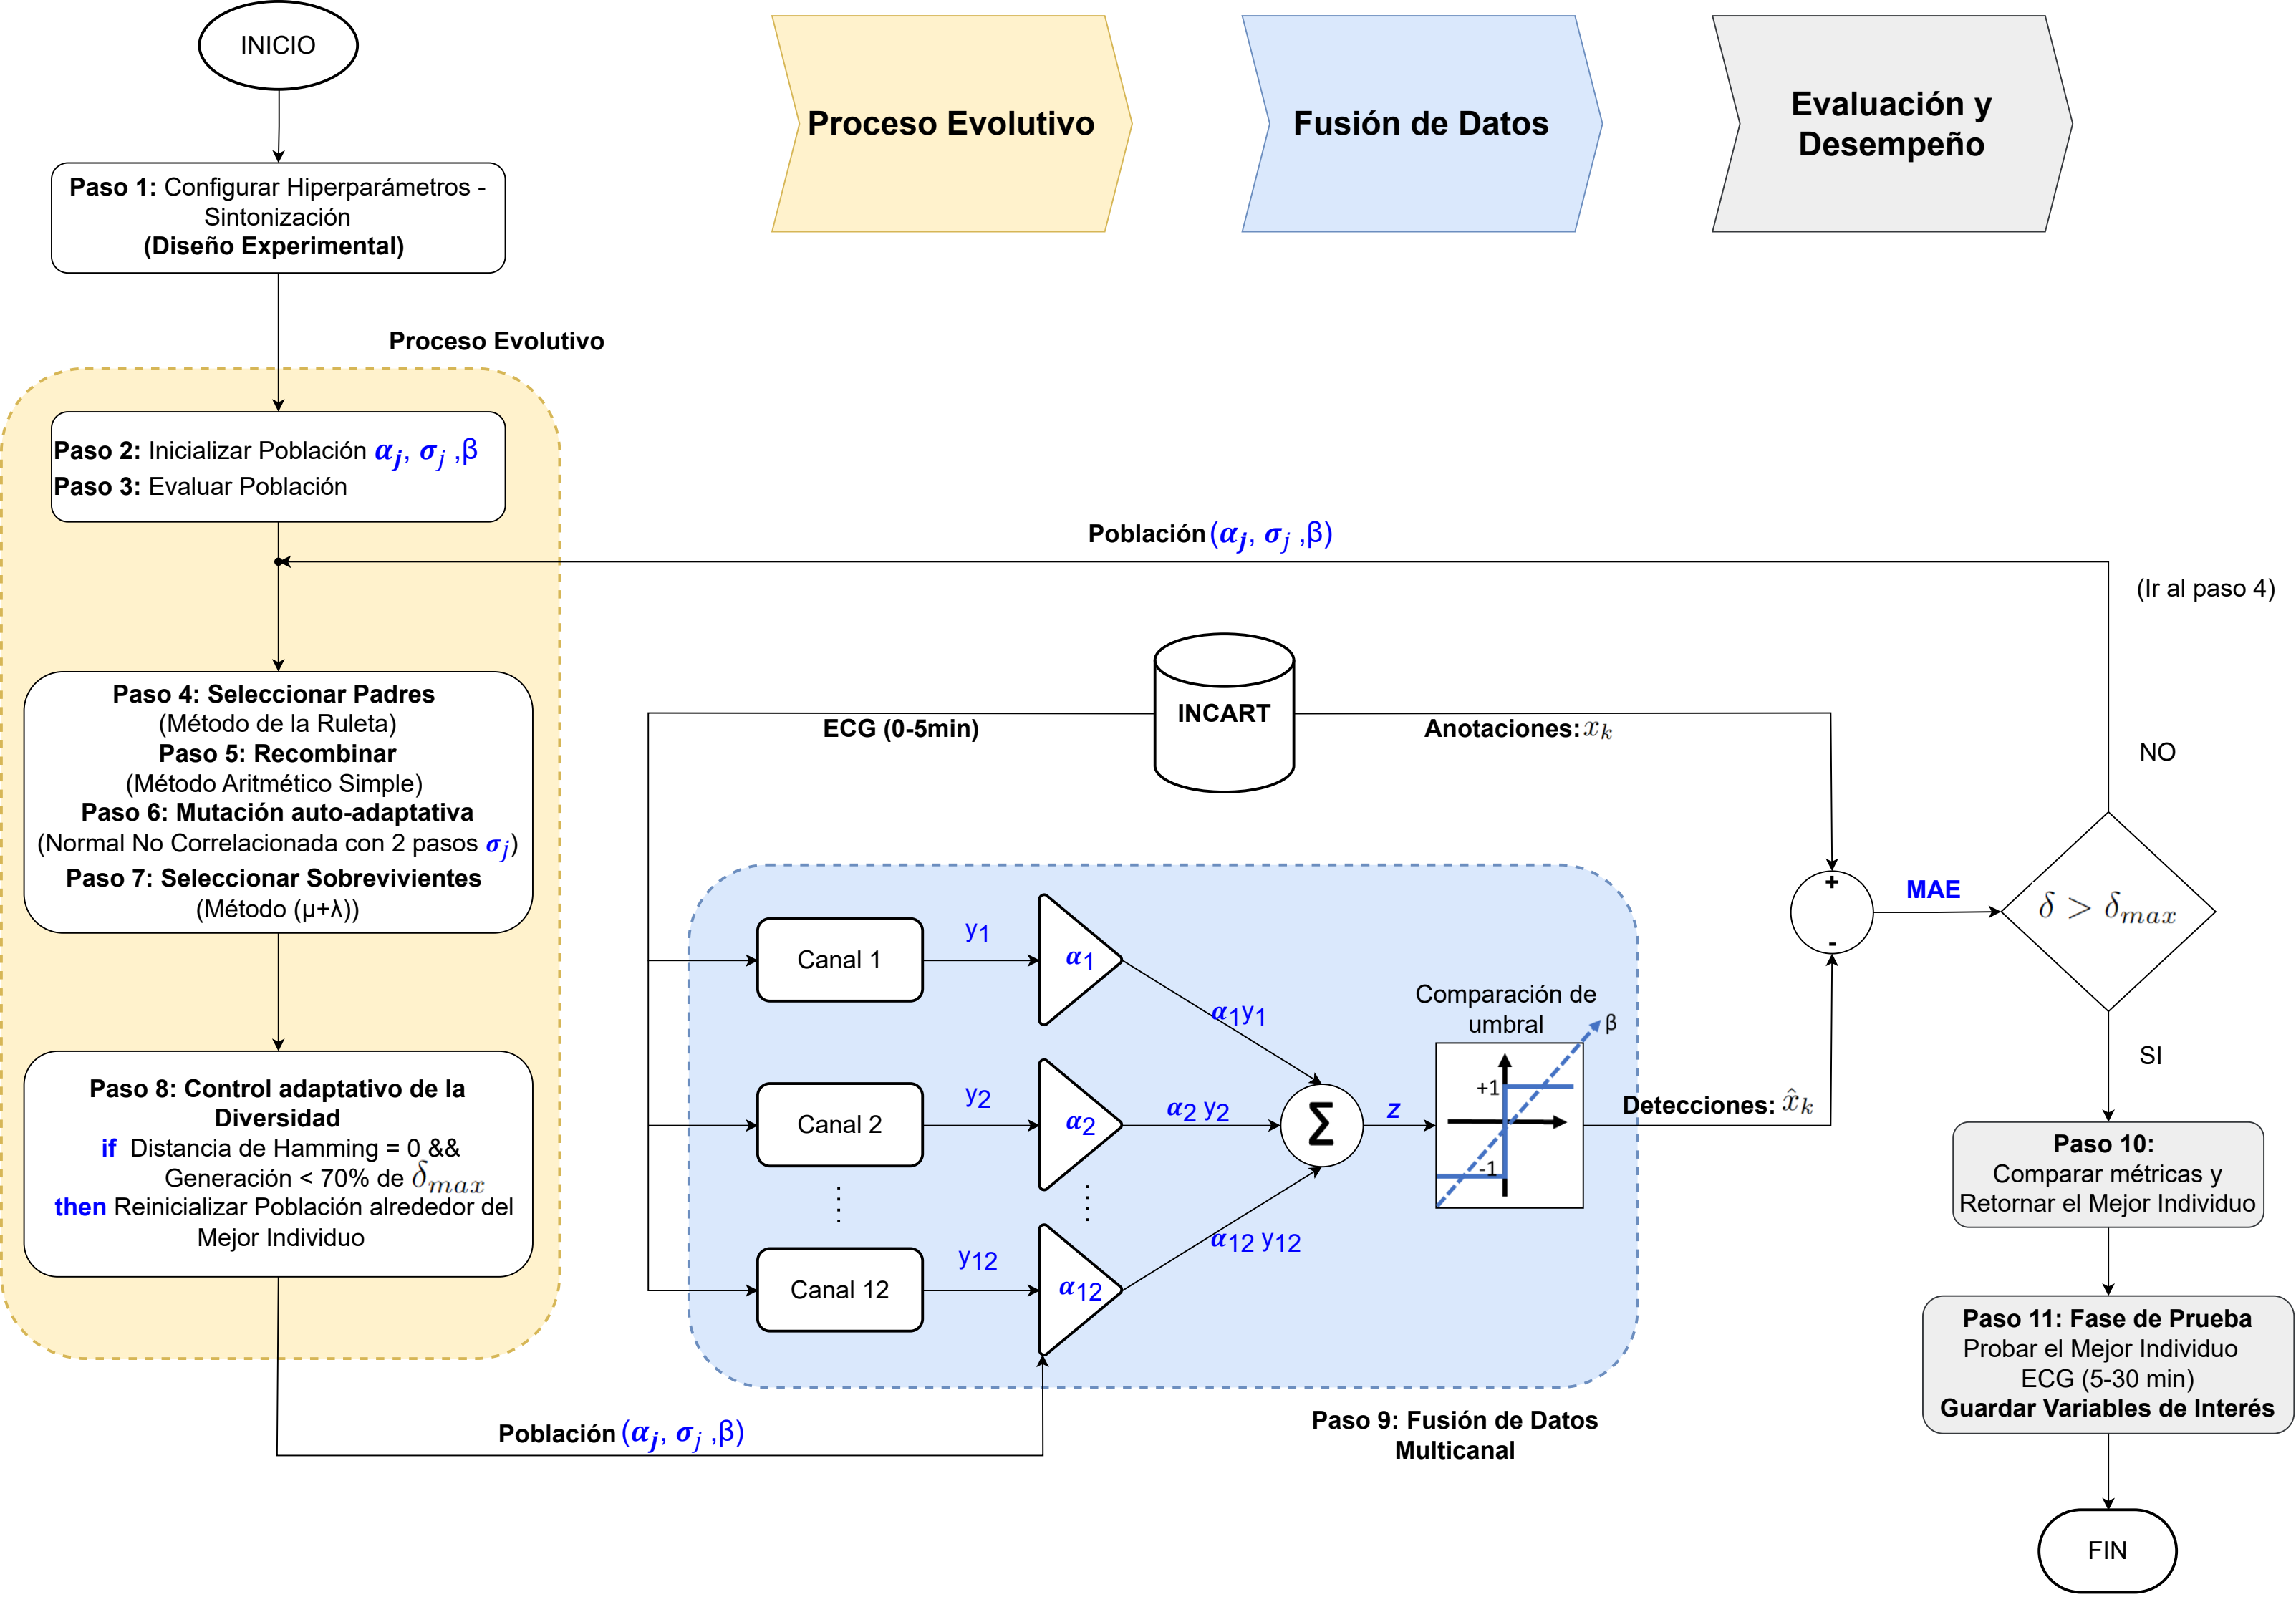 INICIO
Proceso Evolutivo
Fusión de Datos
Evaluación y
Desempeño
Paso 1: Configurar Hiperparámetros -
Sintonización
(Diseño Experimental)
Proceso Evolutivo
Paso 2: Inicializar Población αj, σj ,β
Paso 3: Evaluar Población
Población (αj, σj ,β)
(Ir al paso 4)
Paso 4: Seleccionar Padres
(Método de la Ruleta)
Paso 5: Recombinar
(Método Aritmético Simple)
Paso 6: Mutación auto-adaptativa
(Normal No Correlacionada con 2 pasos σj)
Paso 7: Seleccionar Sobrevivientes
(Método (μ+λ))
INCART
ECG (0-5min)
Anotaciones: xk
NO
+
-
MAE
δ > δmax
SI
Paso 8: Control adaptativo de la
Diversidad
if Distancia de Hamming = 0 &&
Generación < 70% de δmax
then Reinicializar Población alrededor del
Mejor Individuo
Canal 1
y1
α1
α1y1
Canal 2
y2
α2
α2 y2
Canal 12
y12
α12
α12 y12
Σ
z
Comparación de
umbral
β
+1
-1
Detecciones: x̂k
Población (αj, σj ,β)
Paso 9: Fusión de Datos
Multicanal
Paso 10:
Comparar métricas y
Retornar el Mejor Individuo
Paso 11: Fase de Prueba
Probar el Mejor Individuo
ECG (5-30 min)
Guardar Variables de Interés
FIN